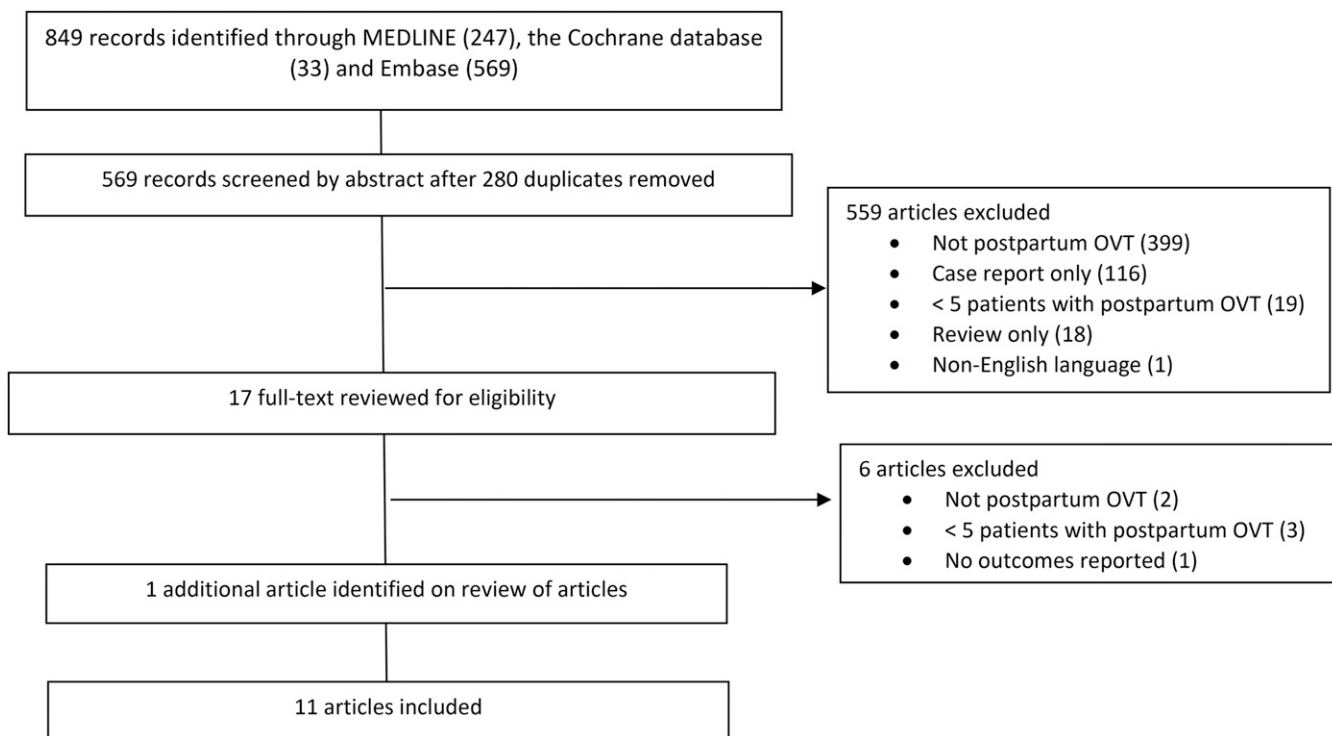 849 records identified through MEDLINE (247), the Cochrane database
(33) and Embase (569)
569 records screened by abstract after 280 duplicates removed
559 articles excluded
• Not postpartum OVT (399)
• Case report only (116)
• < 5 patients with postpartum OVT (19)
• Review only (18)
• Non-English language (1)
17 full-text reviewed for eligibility
6 articles excluded
• Not postpartum OVT (2)
• < 5 patients with postpartum OVT (3)
• No outcomes reported (1)
1 additional article identified on review of articles
11 articles included